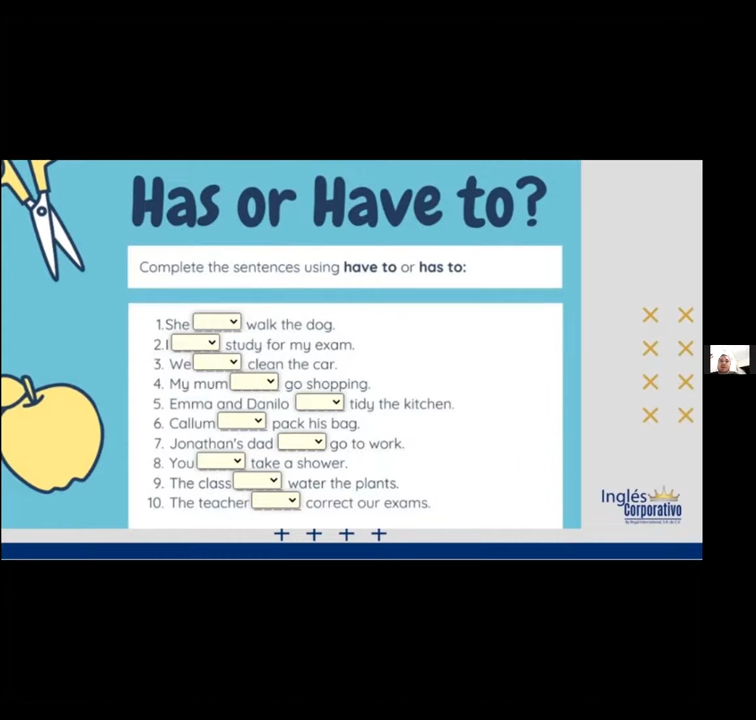 Has or Have to?
Complete the sentences using have to or has to:
1.She walk the dog.
2.I study for my exam.
3. We clean the car.
4. My mum go shopping.
5. Emma and Danilo tidy the kitchen.
6. Callum pack his bag.
7. Jonathan's dad go to work.
8. You take a shower.
9. The class water the plants.
10. The teacher correct our exams.
Inglés
Corporativo